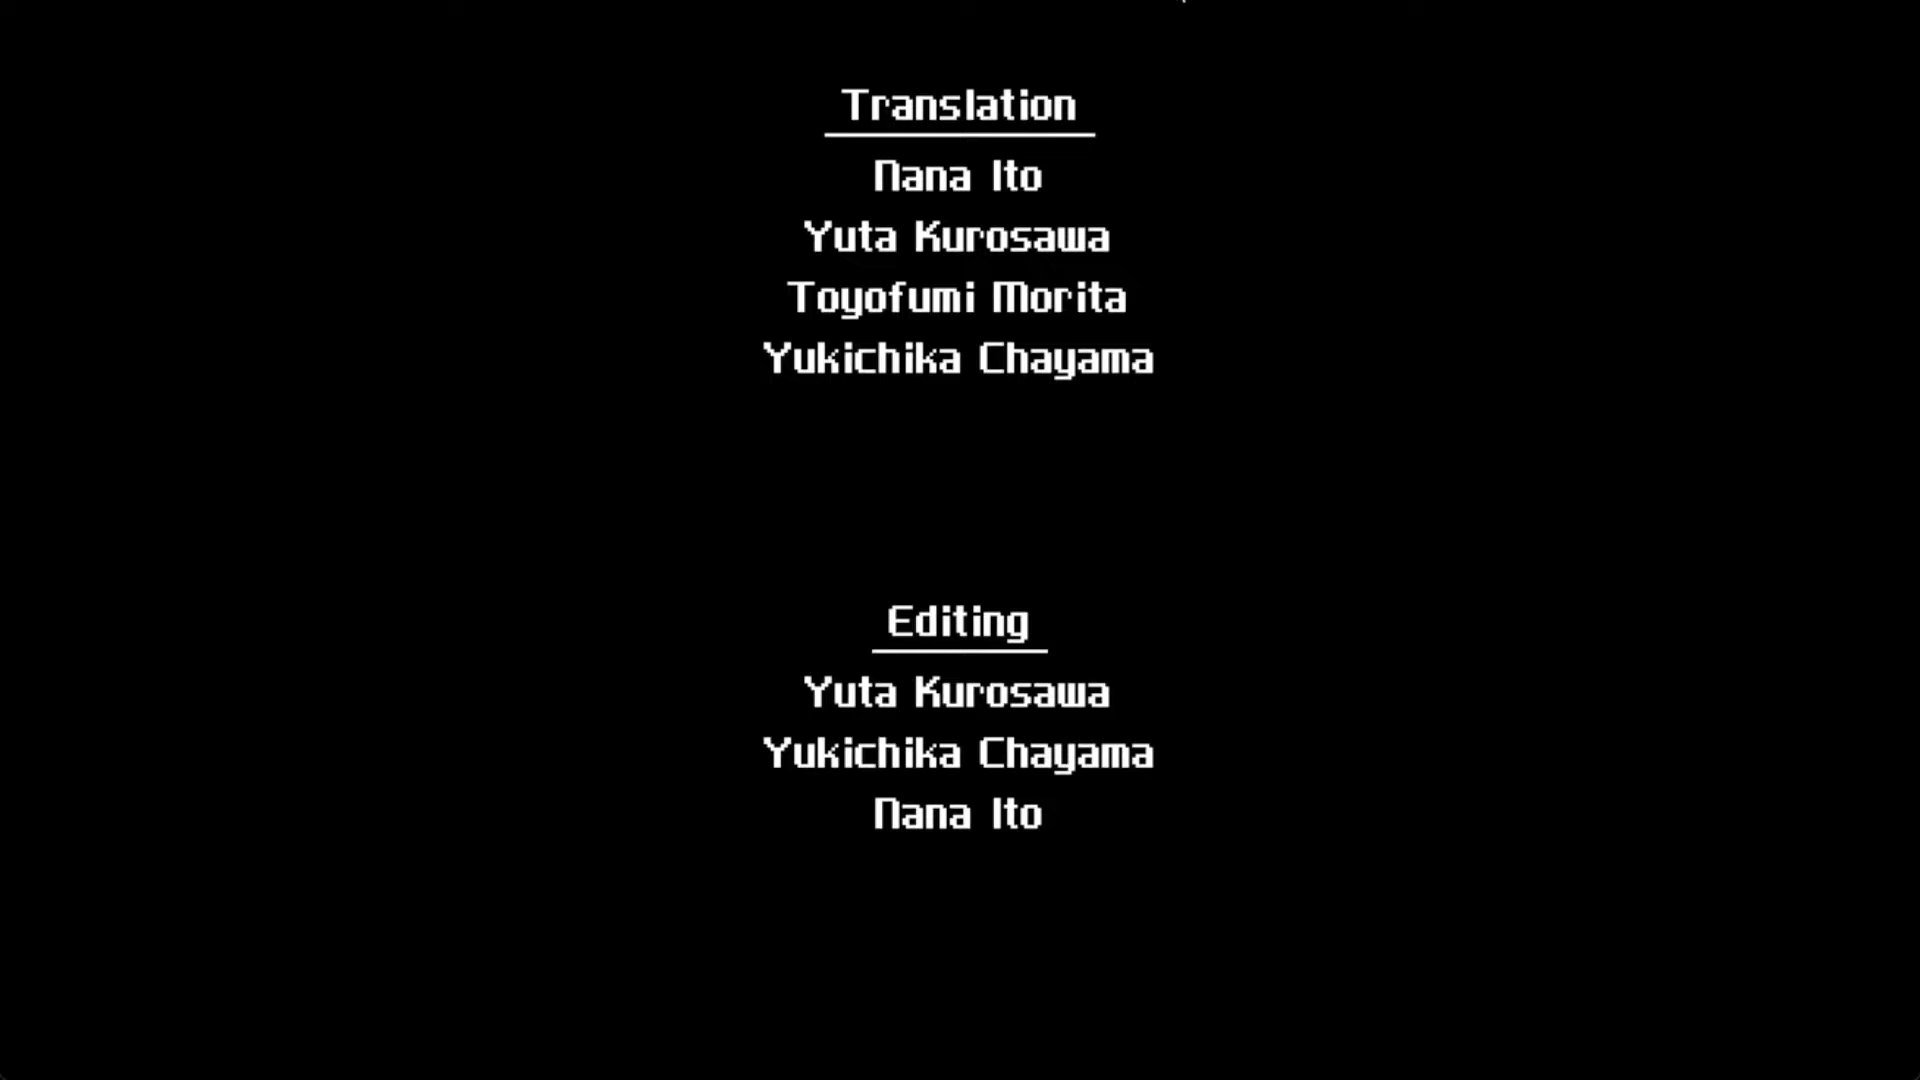 Translation
Nana Ito
Yuta Kurosawa
Toyofumi Morita
Yukichika Chayama
Editing
Yuta Kurosawa
Yukichika Chayama
Nana Ito